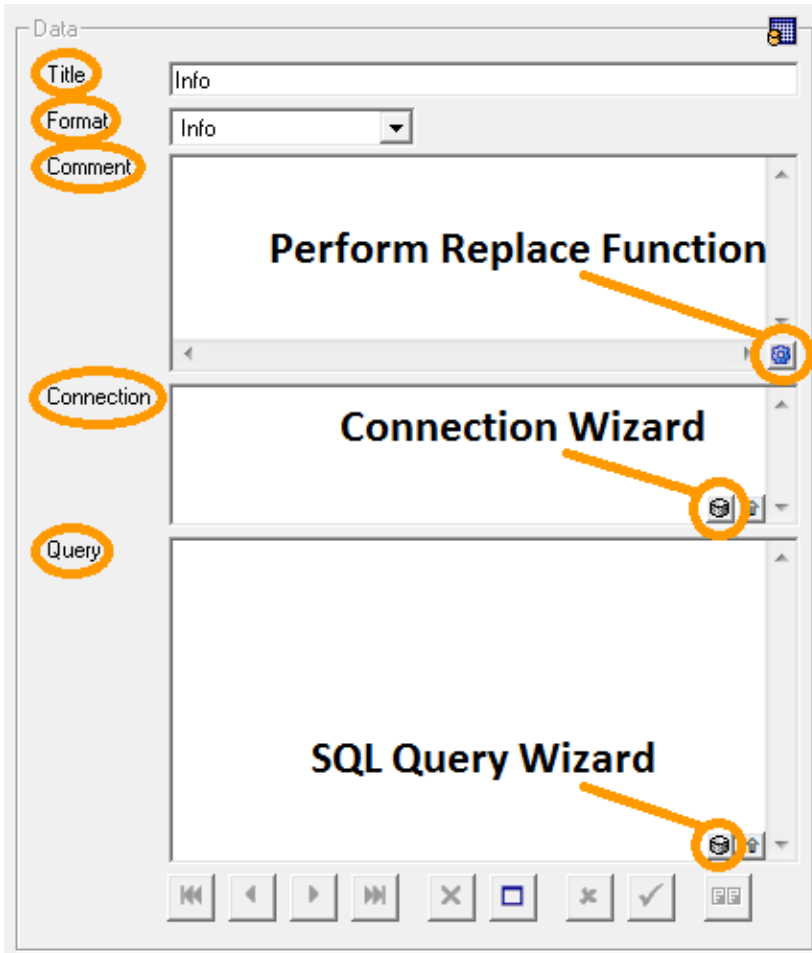 Data
Title
Info
Format
Info
Comment
Perform Replace Function
Connection
Connection Wizard
Query
SQL Query Wizard